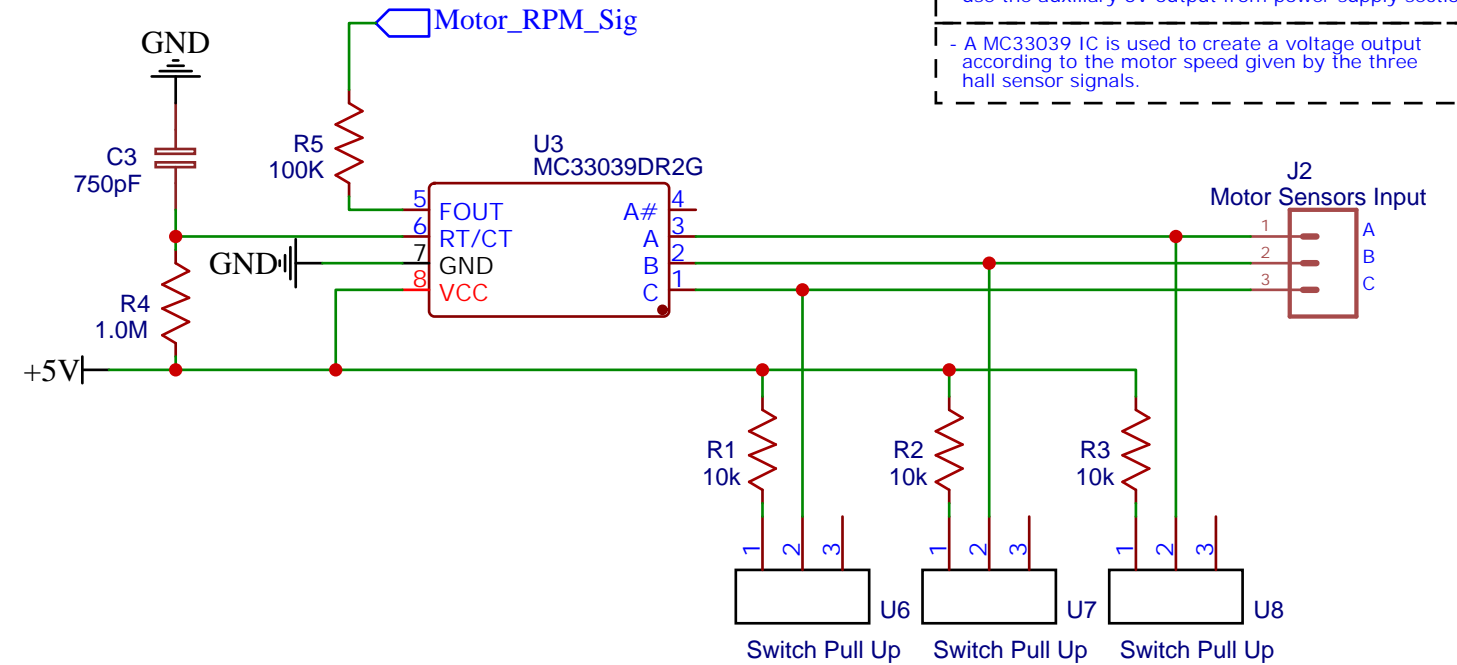 use the auxiliary 5V output from power supply section
- A MC33039 IC is used to create a voltage output
according to the motor speed given by the three
hall sensor signals.
Motor_RPM_Sig
GND
C3
750pF
R5
100K
U3
MC33039DR2G
5
FOUT
6
RT/CT
7
GND
8
VCC
A#
4
A
3
B
2
C
1
GND
R4
1.0M
+5V
J2
Motor Sensors Input
1
A
2
B
3
C
R1
10k
R2
10k
R3
10k
1
2
3
1
2
3
1
2
3
U6
U7
U8
Switch Pull Up
Switch Pull Up
Switch Pull Up